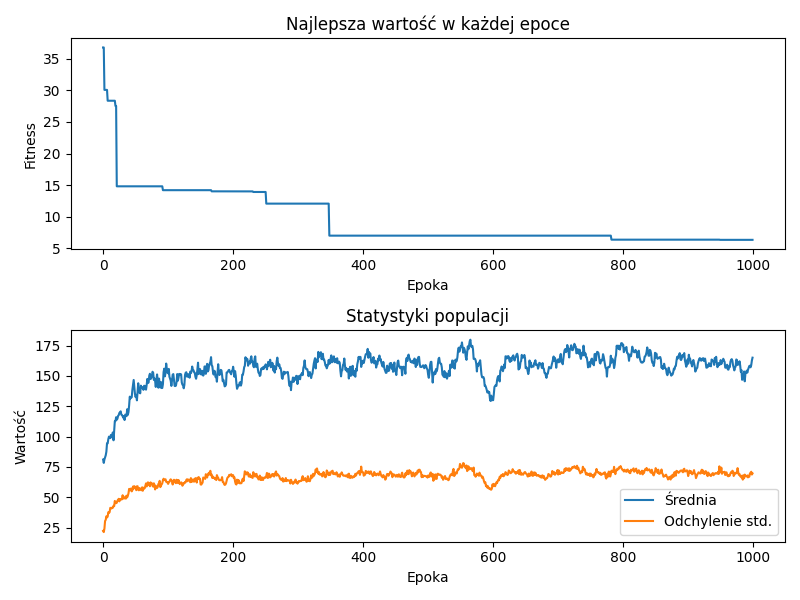 Najlepsza wartość w każdej epoce
35
30
25
20
15
10
5
Fitness
0 200 400 600 800 1000
Epoka
Statystyki populacji
175
150
125
100
75
50
25
Wartość
Średnia
Odchylenie std.
0 200 400 600 800 1000
Epoka